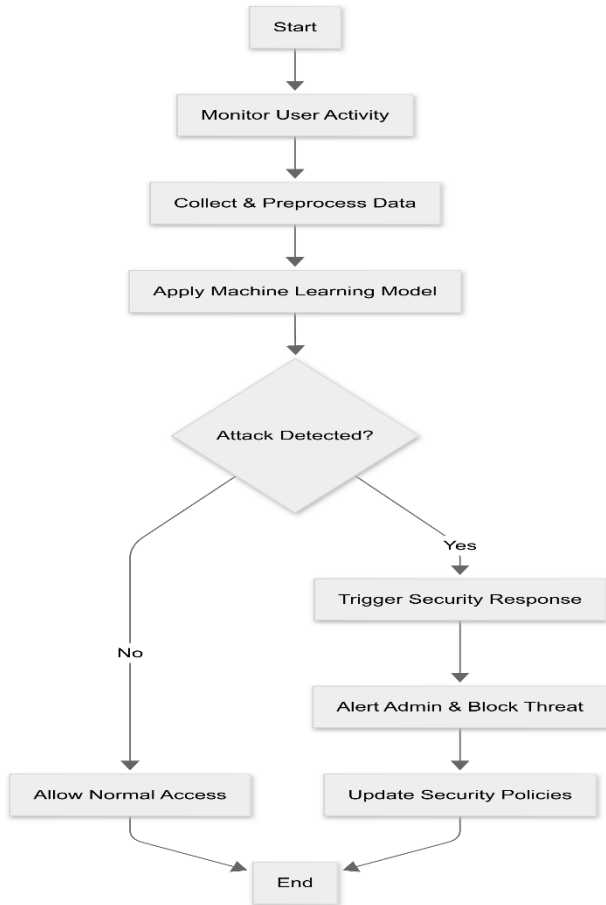 Start
Monitor User Activity
Collect & Preprocess Data
Apply Machine Learning Model
Attack Detected?
Yes
Trigger Security Response
No
Alert Admin & Block Threat
Allow Normal Access
Update Security Policies
End